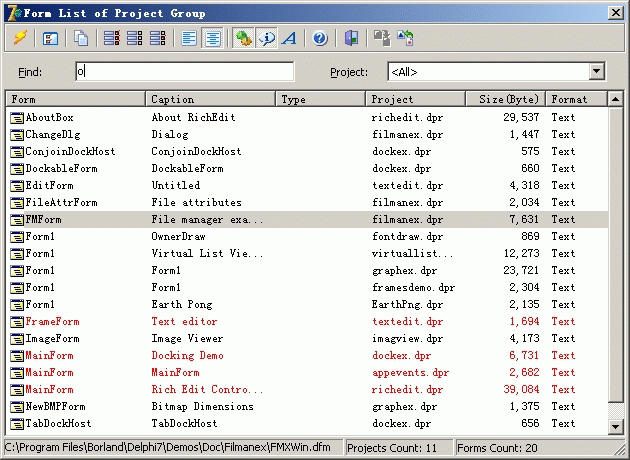 Form List of Project Group
Find: o Project: <All>
Form Caption Type Project Size(Byte) Format
AboutBox About RichEdit richedit.dpr 29,537 Text
ChangeDlg Dialog filmanex.dpr 1,447 Text
ConjoinDockHost ConjoinDockHost dockex.dpr 575 Text
DockableForm DockableForm dockex.dpr 660 Text
EditForm Untitled textedit.dpr 4,318 Text
FileAttrForm File attributes filmanex.dpr 2,034 Text
FMForm File manager exa... filmanex.dpr 7,631 Text
Form1 OwnerDraw fontdraw.dpr 869 Text
Form1 Virtual List Vie... virtuallist... 12,273 Text
Form1 Form1 graphex.dpr 23,721 Text
Form1 Form1 framesdemo.dpr 2,304 Text
Form1 Earth Pong EarthPng.dpr 2,135 Text
FrameForm Text editor textedit.dpr 1,694 Text
ImageForm Image Viewer imagview.dpr 4,173 Text
MainForm Docking Demo dockex.dpr 6,731 Text
MainForm MainForm appevents.dpr 2,682 Text
MainForm Rich Edit Contro... richedit.dpr 39,084 Text
NewBMPForm Bitmap Dimensions graphex.dpr 1,375 Text
TabDockHost TabDockHost dockex.dpr 656 Text
C:\Program Files\Borland\Delphi7\Demos\Doc\Filmanex\FMXWin.dfm Projects Count: 11 Forms Count: 20